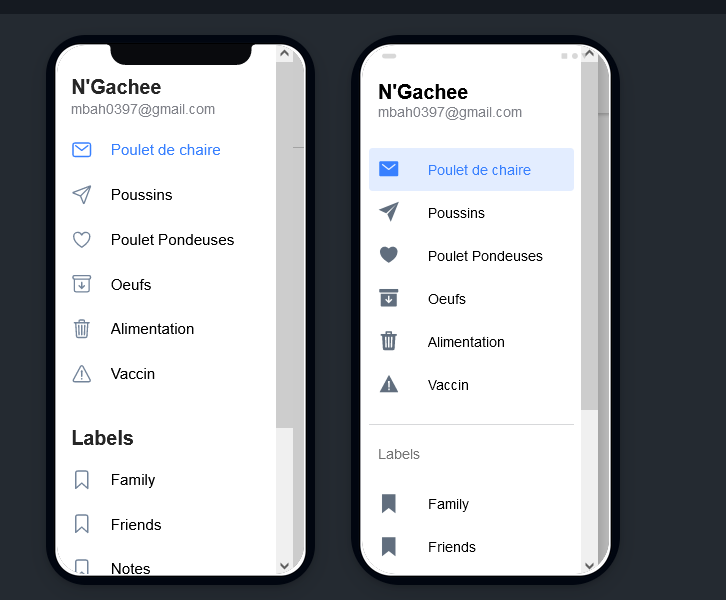 N'Gachee
mbah0397@gmail.com
Poulet de chaire
Poussins
Poulet Pondeuses
Oeufs
Alimentation
Vaccin
Labels
Family
Friends
Notes
N'Gachee
mbah0397@gmail.com
Poulet de chaire
Poussins
Poulet Pondeuses
Oeufs
Alimentation
Vaccin
Labels
Family
Friends